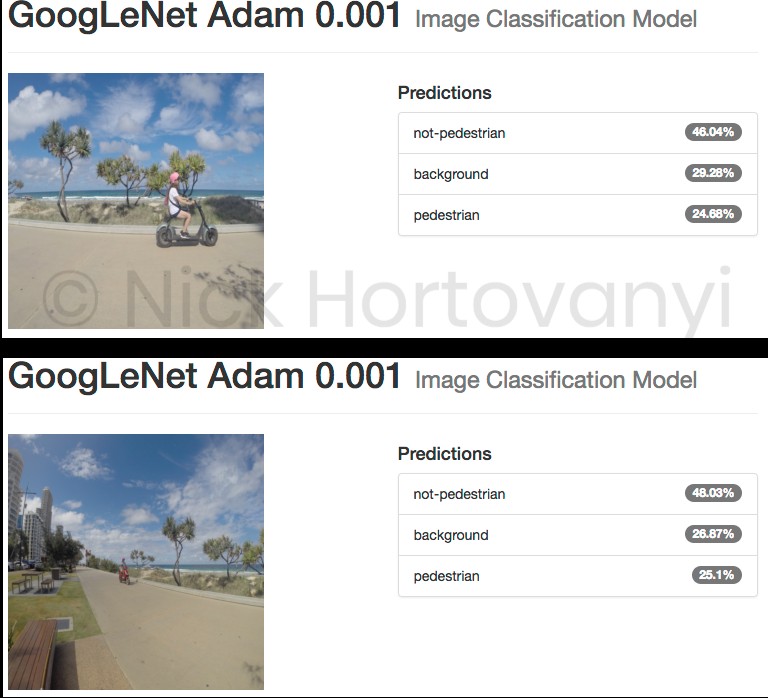 GoogLeNet Adam 0.001 Image Classification Model
Predictions
not-pedestrian 46.04%
background 29.28%
pedestrian 24.68%
© Nick Hortovanyi
GoogLeNet Adam 0.001 Image Classification Model
Predictions
not-pedestrian 48.03%
background 26.87%
pedestrian 25.1%